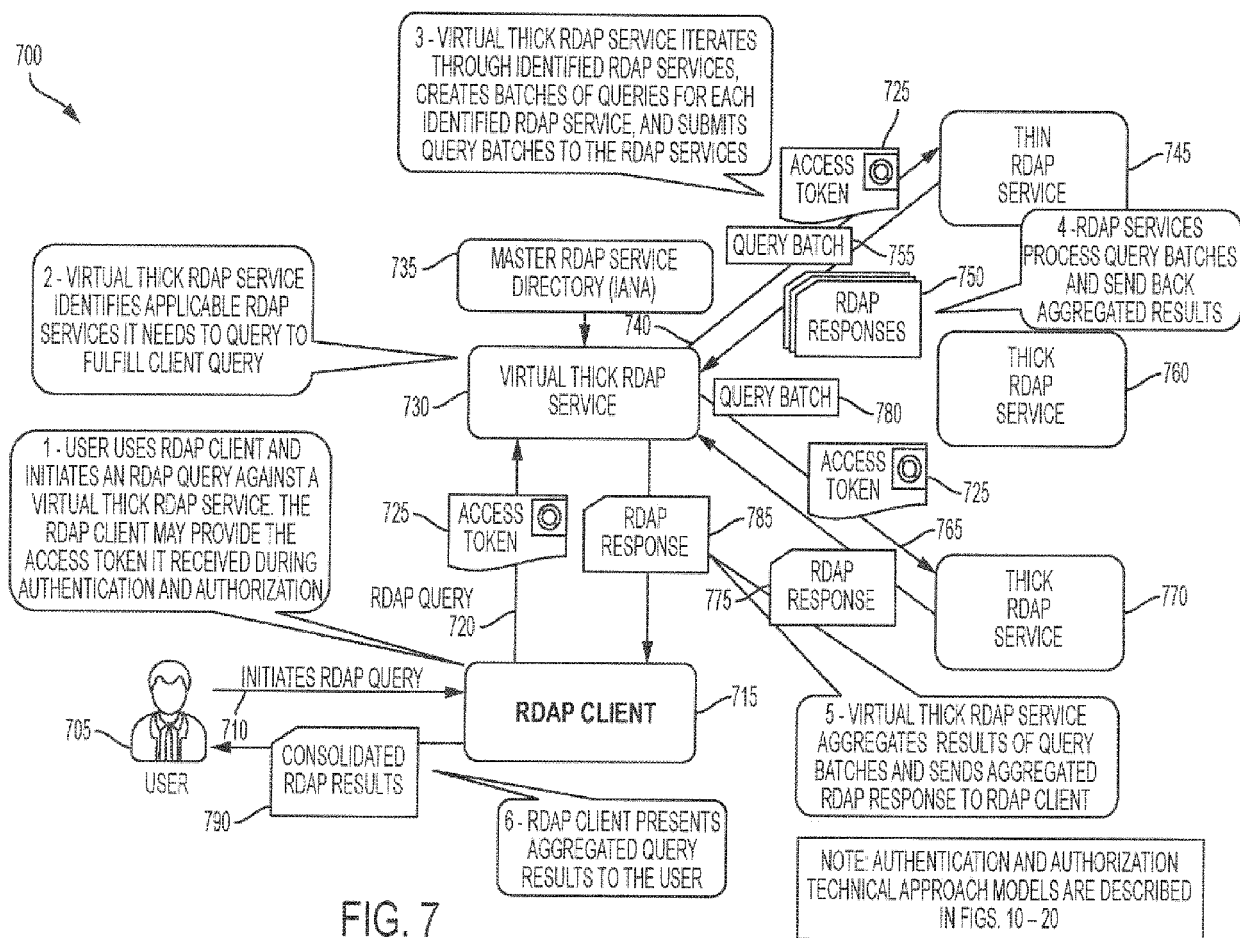 700
3 - VIRTUAL THICK RDAP SERVICE ITERATES
THROUGH IDENTIFIED RDAP SERVICES,
CREATES BATCHES OF QUERIES FOR EACH
IDENTIFIED RDAP SERVICE, AND SUBMITS
QUERY BATCHES TO THE RDAP SERVICES
725
ACCESS
TOKEN
THIN
RDAP
SERVICE
745
QUERY BATCH
755
4 - RDAP SERVICES
PROCESS QUERY BATCHES
AND SEND BACK
AGGREGATED RESULTS
750
RDAP
RESPONSES
735
MASTER RDAP SERVICE
DIRECTORY (IANA)
740
2 - VIRTUAL THICK RDAP SERVICE
IDENTIFIES APPLICABLE RDAP
SERVICES IT NEEDS TO QUERY TO
FULFILL CLIENT QUERY
730
VIRTUAL THICK RDAP
SERVICE
THICK
RDAP
SERVICE
760
QUERY BATCH
780
ACCESS
TOKEN
725
765
1 - USER USES RDAP CLIENT AND
INITIATES AN RDAP QUERY AGAINST A
VIRTUAL THICK RDAP SERVICE. THE
RDAP CLIENT MAY PROVIDE THE
ACCESS TOKEN IT RECEIVED DURING
AUTHENTICATION AND AUTHORIZATION
725
ACCESS
TOKEN
RDAP
RESPONSE
785
RDAP QUERY
720
775
RDAP
RESPONSE
THICK
RDAP
SERVICE
770
INITIATES RDAP QUERY
710
705
USER
RDAP CLIENT
715
CONSOLIDATED
RDAP RESULTS
790
6 - RDAP CLIENT PRESENTS
AGGREGATED QUERY
RESULTS TO THE USER
5 - VIRTUAL THICK RDAP SERVICE
AGGREGATES RESULTS OF QUERY
BATCHES AND SENDS AGGREGATED
RDAP RESPONSE TO RDAP CLIENT
NOTE: AUTHENTICATION AND AUTHORIZATION
TECHNICAL APPROACH MODELS ARE DESCRIBED
IN FIGS. 10 – 20
FIG. 7